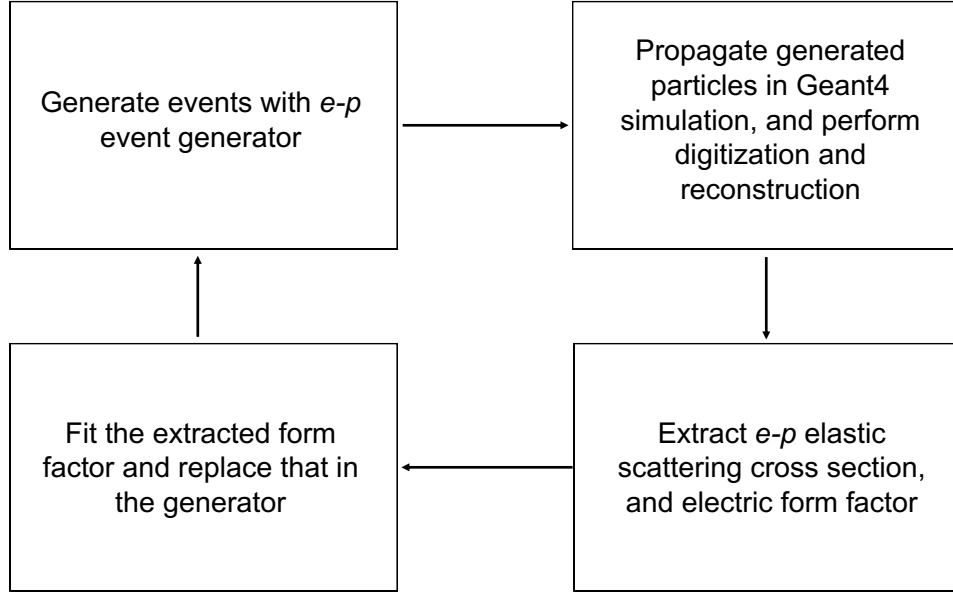 Generate events with e-p
event generator
Propagate generated
particles in Geant4
simulation, and perform
digitization and
reconstruction
Extract e-p elastic
scattering cross section,
and electric form factor
Fit the extracted form
factor and replace that in
the generator